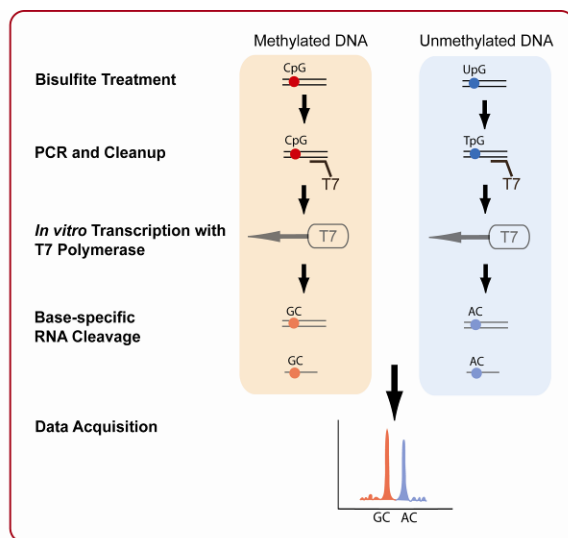 Methylated DNA
Unmethylated DNA
Bisulfite Treatment
CpG
UpG
PCR and Cleanup
CpG
TpG
T7
T7
In vitro Transcription with
T7 Polymerase
T7
T7
Base-specific
RNA Cleavage
GC
AC
GC
AC
Data Acquisition
GC
AC